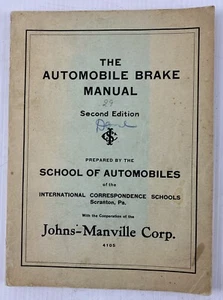 THE
AUTOMOBILE BRAKE
MANUAL
Second Edition
PREPARED BY THE
SCHOOL OF AUTOMOBILES
of the
INTERNATIONAL CORRESPONDENCE SCHOOLS
Scranton, Pa.
With the Cooperation of the
Johns-Manville Corp.
4102